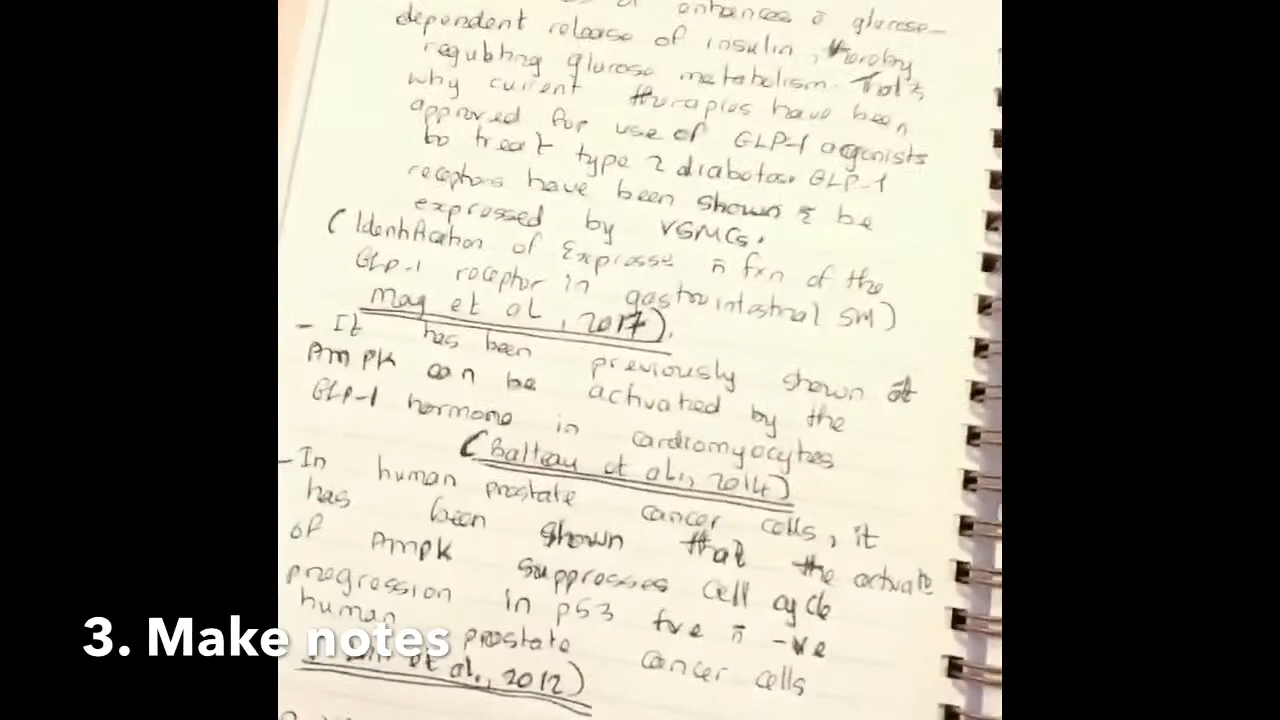 enhances ō glucose-
dependent release of insulin, thereby
regulating glucose metabolism. That's
why current therapies have been
approved for use of GLP-1 agonists
to treat type 2 diabetes. GLP-1
receptors have been shown to be
expressed by VSMCs.
(Identification of Expresse n̄ fxn of the
GLP-1 receptor in gastrointestinal SM)
May et al, 2017).
- It has been previously shown āt
AMPK can be activated by the
GLP-1 hormone in cardiomyocytes
(Balteau et al., 2014)
- In human prostate cancer cells, it
has been shown that the activate
of AMPK suppresses cell cycle
progression in p53 +ve n̄ -ve
human prostate cancer cells
et al., 2012)
3. Make notes